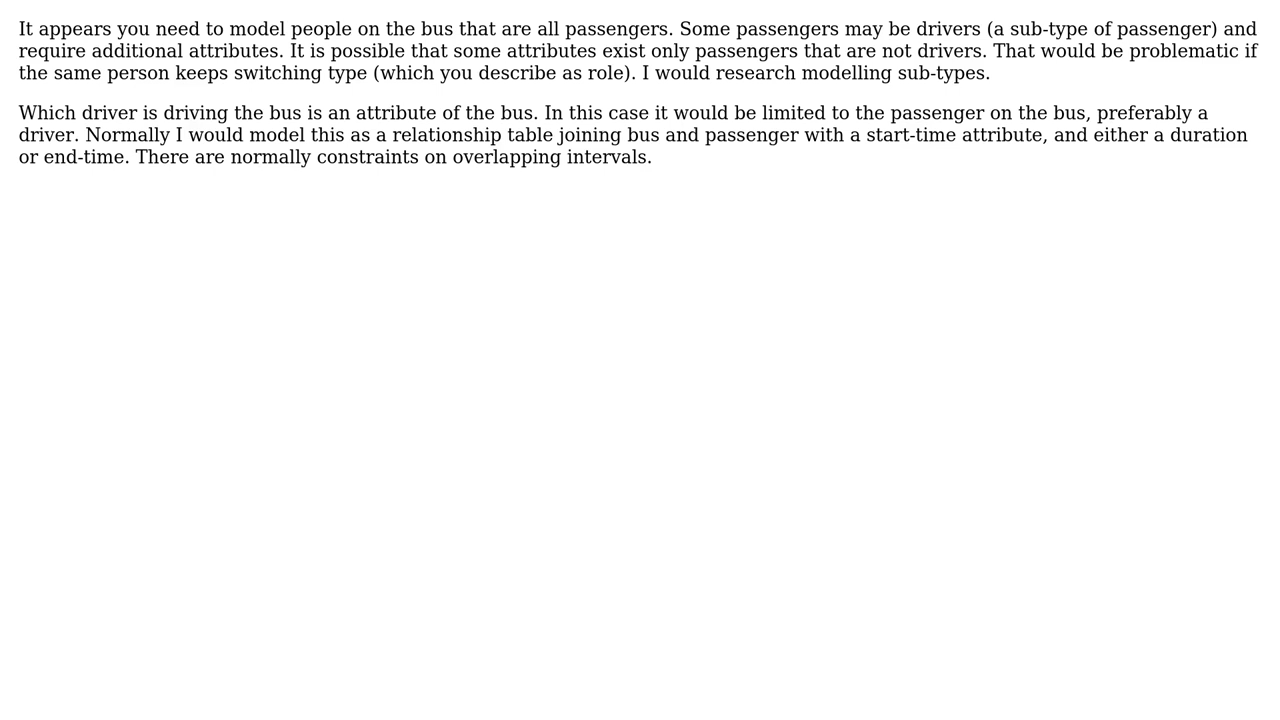 It appears you need to model people on the bus that are all passengers. Some passengers may be drivers (a sub-type of passenger) and
require additional attributes. It is possible that some attributes exist only passengers that are not drivers. That would be problematic if
the same person keeps switching type (which you describe as role). I would research modelling sub-types.
Which driver is driving the bus is an attribute of the bus. In this case it would be limited to the passenger on the bus, preferably a
driver. Normally I would model this as a relationship table joining bus and passenger with a start-time attribute, and either a duration
or end-time. There are normally constraints on overlapping intervals.